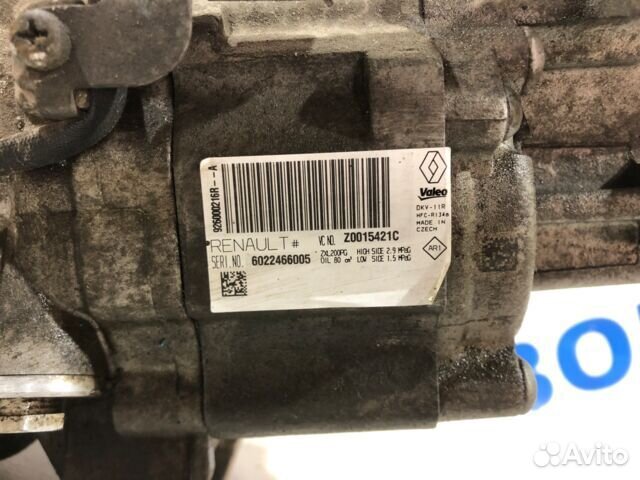 926000216R--A
RENAULT#
VC NO. Z0015421C
SERI.NO. 6022466005
ZXL200PG HIGH SIDE 2.9 MPaG
OIL 80 cm³ LOW SIDE 1.5 MPaG
Valeo
DKV-11R
HFC-R134a
MADE IN
CZECH
AR1
ВО
Avito